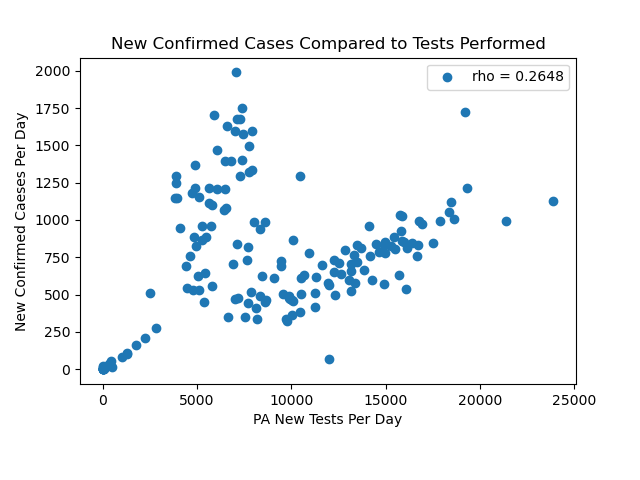 New Confirmed Cases Compared to Tests Performed
rho = 0.2648
New Confirmed Caeses Per Day
2000
1750
1500
1250
1000
750
500
250
0
0 5000 10000 15000 20000 25000
PA New Tests Per Day